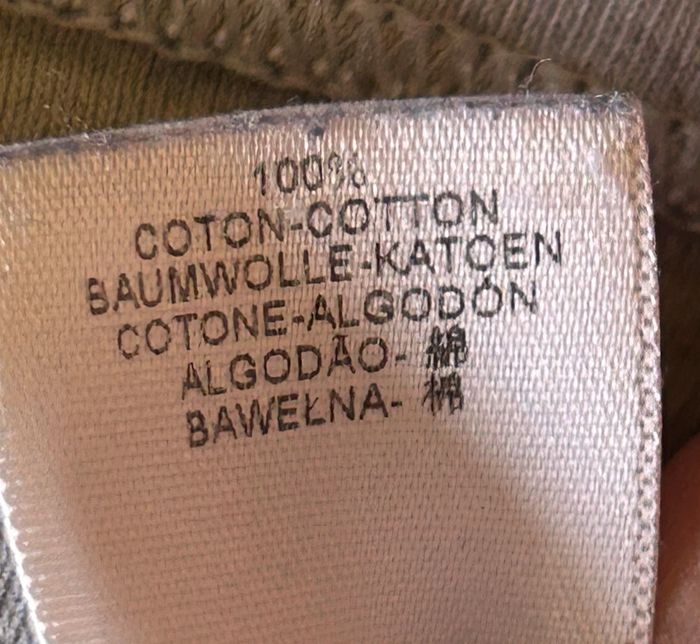 100%
COTON-COTTON
BAUMWOLLE-KATOEN
COTONE-ALGODÓN
ALGODÃO- 綿
BAWEŁNA- 棉